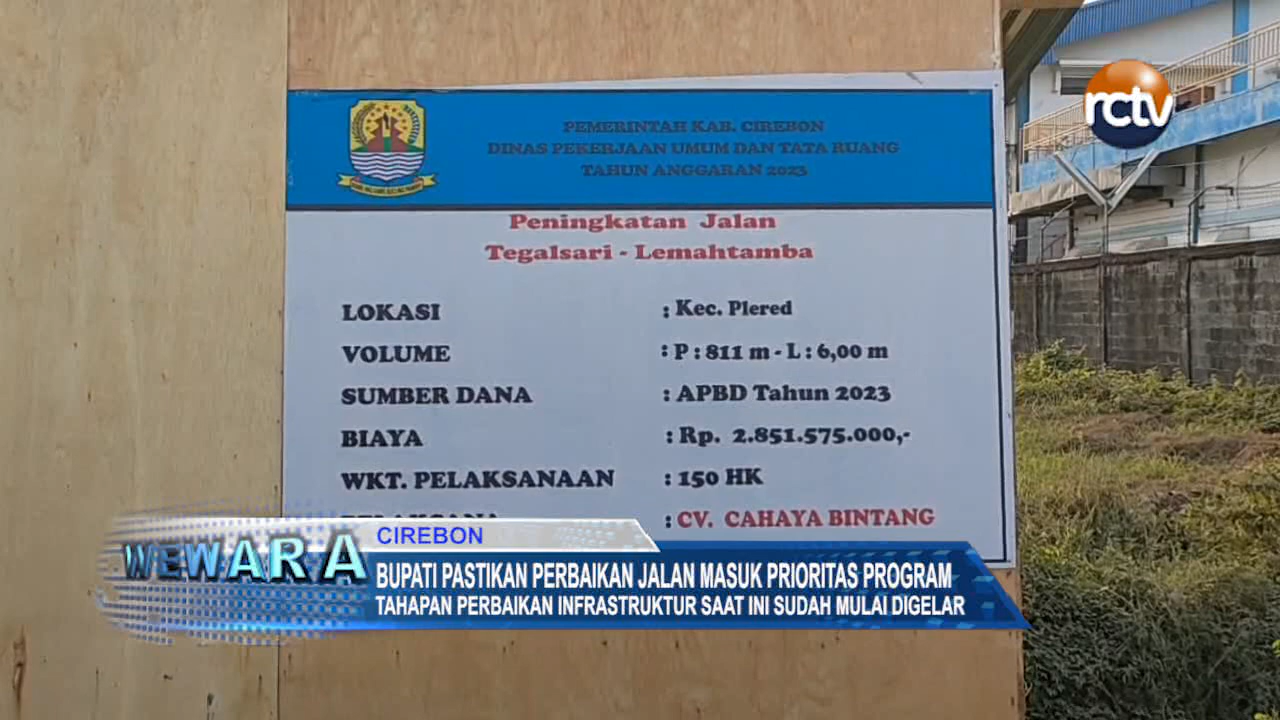 rctv
PEMERINTAH KAB. CIREBON
DINAS PEKERJAAN UMUM DAN TATA RUANG
TAHUN ANGGARAN 2023
Peningkatan Jalan
Tegalsari - Lemahtamba
LOKASI : Kec. Plered
VOLUME : P : 811 m - L : 6,00 m
SUMBER DANA : APBD Tahun 2023
BIAYA : Rp. 2.851.575.000,-
WKT. PELAKSANAAN : 150 HK
: CV. CAHAYA BINTANG
WEWARA
CIREBON
BUPATI PASTIKAN PERBAIKAN JALAN MASUK PRIORITAS PROGRAM
TAHAPAN PERBAIKAN INFRASTRUKTUR SAAT INI SUDAH MULAI DIGELAR